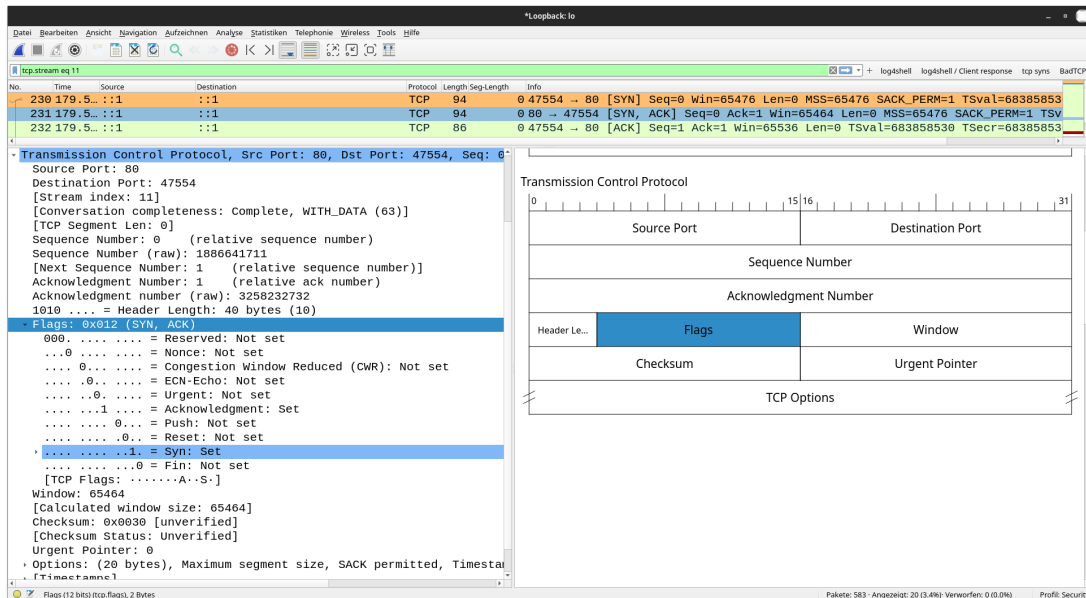 *Loopback: lo
Datei Bearbeiten Ansicht Navigation Aufzeichnen Analyse Statistiken Telephonie Wireless Tools Hilfe
tcp.stream eq 11 + log4shell log4shell / Client response tcp syns BadTCP
No. Time Source Destination Protocol Length Seg-Length Info
230 179.5… ::1 ::1 TCP 94 0 47554 → 80 [SYN] Seq=0 Win=65476 Len=0 MSS=65476 SACK_PERM=1 TSval=68385853
231 179.5… ::1 ::1 TCP 94 0 80 → 47554 [SYN, ACK] Seq=0 Ack=1 Win=65464 Len=0 MSS=65476 SACK_PERM=1 TSv
232 179.5… ::1 ::1 TCP 86 0 47554 → 80 [ACK] Seq=1 Ack=1 Win=65536 Len=0 TSval=683858530 TSecr=68385853
Transmission Control Protocol, Src Port: 80, Dst Port: 47554, Seq: 0
Source Port: 80
Destination Port: 47554
[Stream index: 11]
[Conversation completeness: Complete, WITH_DATA (63)]
[TCP Segment Len: 0]
Sequence Number: 0 (relative sequence number)
Sequence Number (raw): 1886641711
[Next Sequence Number: 1 (relative sequence number)]
Acknowledgment Number: 1 (relative ack number)
Acknowledgment number (raw): 3258232732
1010 .... = Header Length: 40 bytes (10)
Flags: 0x012 (SYN, ACK)
000. .... .... = Reserved: Not set
...0 .... .... = Nonce: Not set
.... 0... .... = Congestion Window Reduced (CWR): Not set
.... .0.. .... = ECN-Echo: Not set
.... ..0. .... = Urgent: Not set
.... ...1 .... = Acknowledgment: Set
.... .... 0... = Push: Not set
.... .... .0.. = Reset: Not set
.... .... ..1. = Syn: Set
.... .... ...0 = Fin: Not set
[TCP Flags: ·······A··S·]
Window: 65464
[Calculated window size: 65464]
Checksum: 0x0030 [unverified]
[Checksum Status: Unverified]
Urgent Pointer: 0
Options: (20 bytes), Maximum segment size, SACK permitted, Timesta
[Timestamps]
Transmission Control Protocol
0 15 16 31
Source Port Destination Port
Sequence Number
Acknowledgment Number
Header Le... Flags Window
Checksum Urgent Pointer
TCP Options
Flags (12 bits) (tcp.flags), 2 Bytes Pakete: 583 · Angezeigt: 20 (3.4%)· Verworfen: 0 (0.0%) Profil: Securit